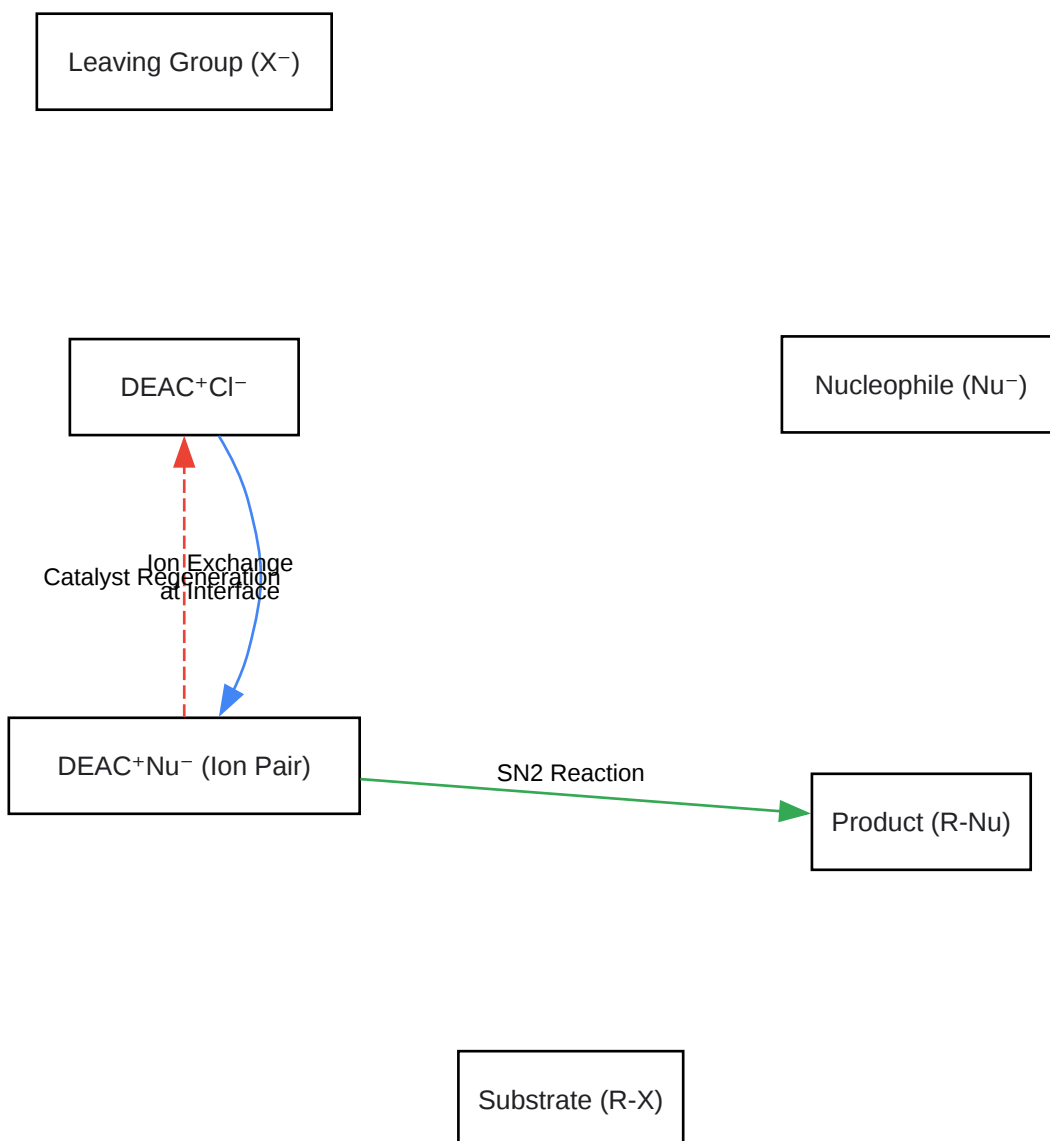 Leaving Group (X⁻)
DEAC⁺Cl⁻
Nucleophile (Nu⁻)
Ion Exchange
at Interface
Catalyst Regeneration
DEAC⁺Nu⁻ (Ion Pair)
SN2 Reaction
Product (R-Nu)
Substrate (R-X)